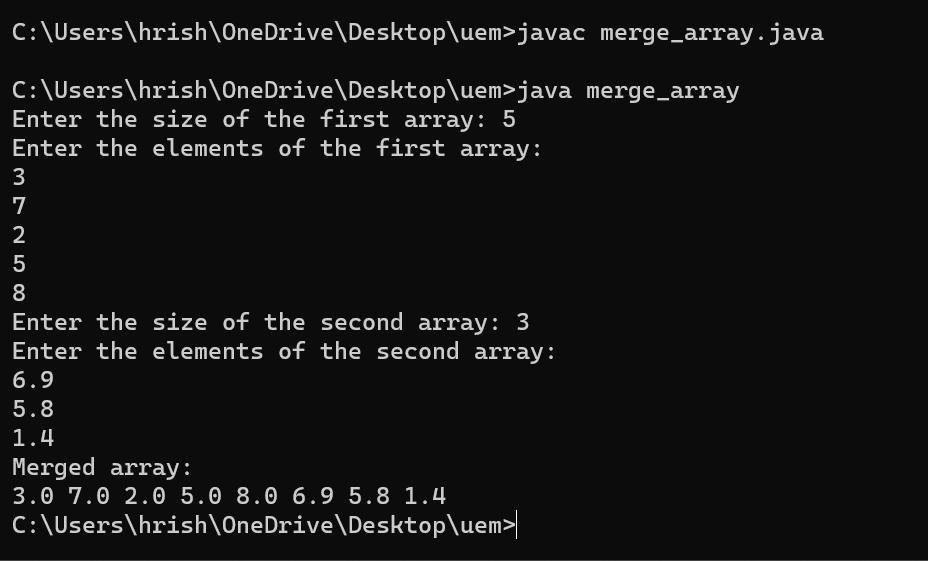 C:\Users\hrish\OneDrive\Desktop\uem>javac merge_array.java
C:\Users\hrish\OneDrive\Desktop\uem>java merge_array
Enter the size of the first array: 5
Enter the elements of the first array:
3
7
2
5
8
Enter the size of the second array: 3
Enter the elements of the second array:
6.9
5.8
1.4
Merged array:
3.0 7.0 2.0 5.0 8.0 6.9 5.8 1.4
C:\Users\hrish\OneDrive\Desktop\uem>